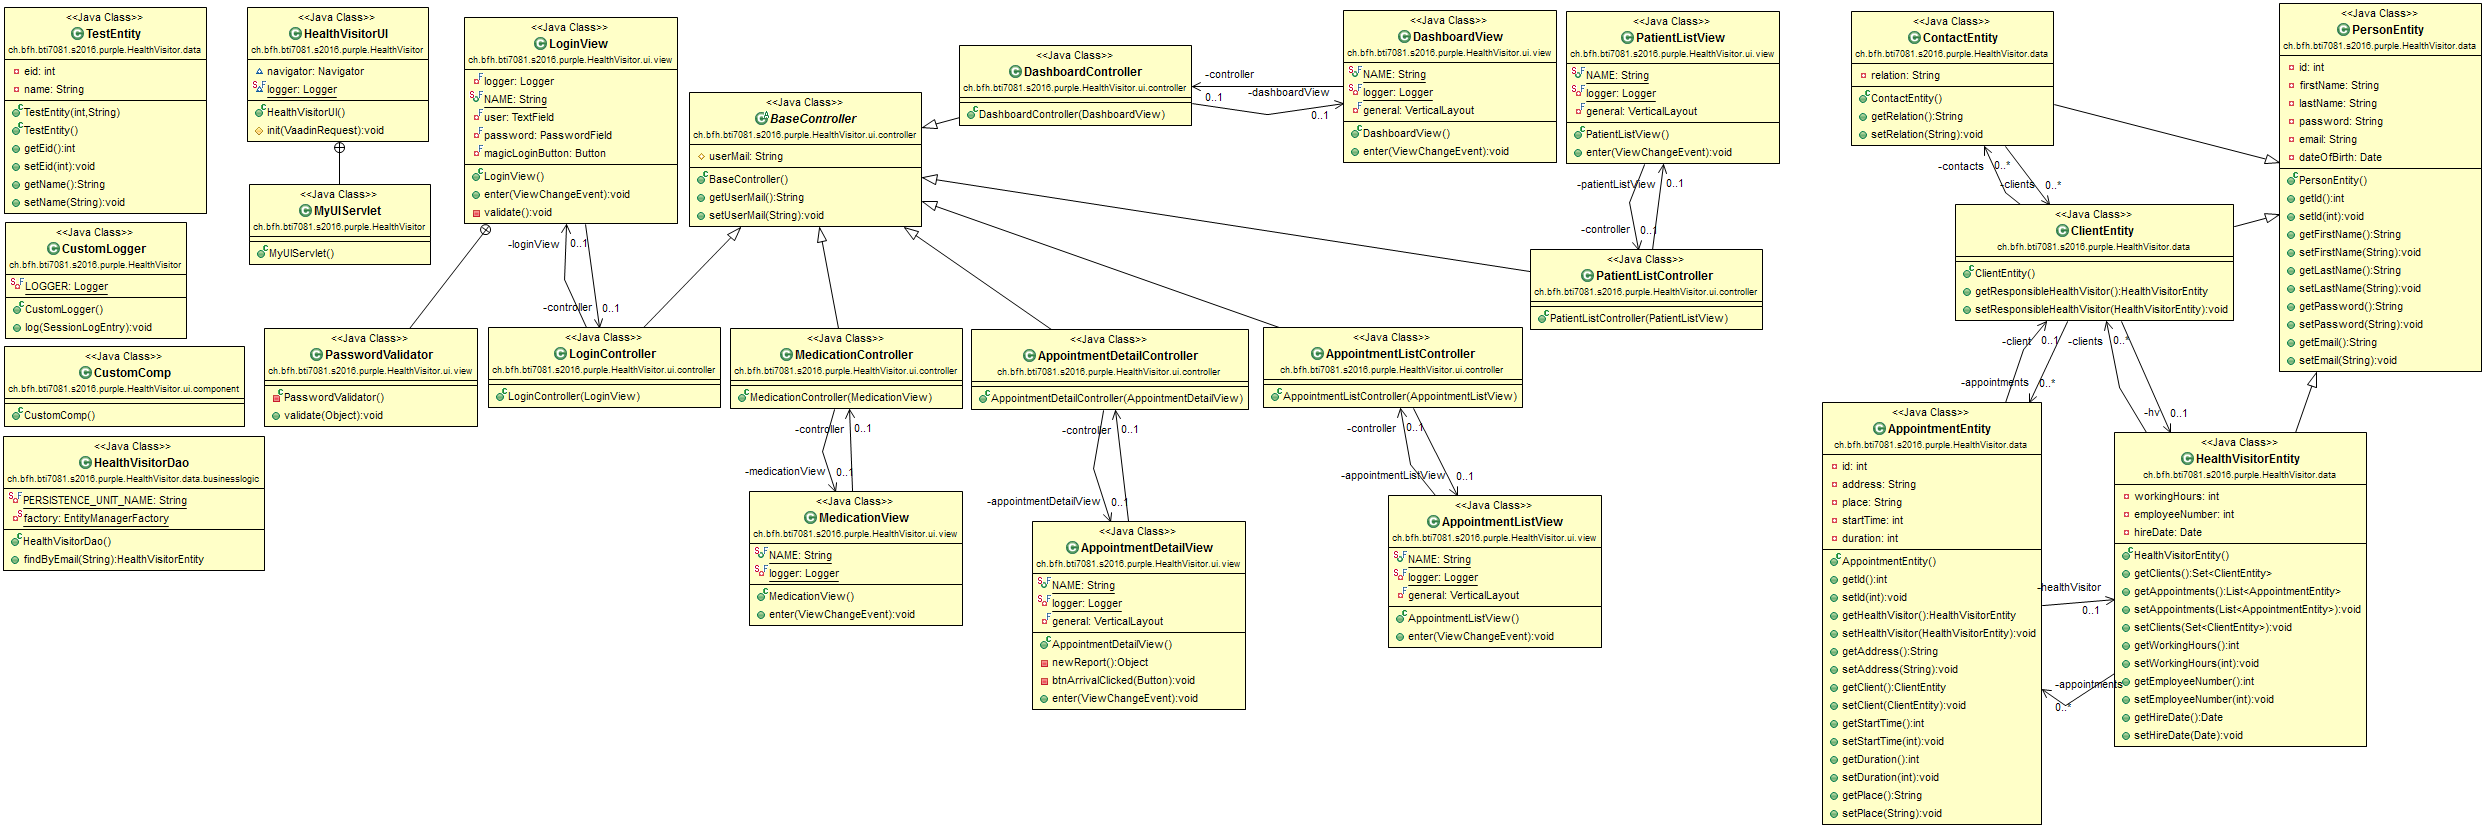 <<Java Class>>
TestEntity
ch.bfh.bti7081.s2016.purple.HealthVisitor.data
eid: int
name: String
TestEntity(int,String)
TestEntity()
getEid():int
setEid(int):void
getName():String
setName(String):void
<<Java Class>>
CustomLogger
ch.bfh.bti7081.s2016.purple.HealthVisitor
LOGGER: Logger
CustomLogger()
log(SessionLogEntry):void
<<Java Class>>
CustomComp
ch.bfh.bti7081.s2016.purple.HealthVisitor.ui.component
CustomComp()
<<Java Class>>
HealthVisitorDao
ch.bfh.bti7081.s2016.purple.HealthVisitor.data.businesslogic
PERSISTENCE_UNIT_NAME: String
factory: EntityManagerFactory
HealthVisitorDao()
findByEmail(String):HealthVisitorEntity
<<Java Class>>
HealthVisitorUI
ch.bfh.bti7081.s2016.purple.HealthVisitor
navigator: Navigator
logger: Logger
HealthVisitorUI()
init(VaadinRequest):void
<<Java Class>>
MyUIServlet
ch.bfh.bti7081.s2016.purple.HealthVisitor
MyUIServlet()
<<Java Class>>
PasswordValidator
ch.bfh.bti7081.s2016.purple.HealthVisitor.ui.view
PasswordValidator()
validate(Object):void
<<Java Class>>
LoginView
ch.bfh.bti7081.s2016.purple.HealthVisitor.ui.view
logger: Logger
NAME: String
user: TextField
password: PasswordField
magicLoginButton: Button
LoginView()
enter(ViewChangeEvent):void
validate():void
-loginView
0..1
-controller
0..1
<<Java Class>>
LoginController
ch.bfh.bti7081.s2016.purple.HealthVisitor.ui.controller
LoginController(LoginView)
<<Java Class>>
BaseController
ch.bfh.bti7081.s2016.purple.HealthVisitor.ui.controller
userMail: String
BaseController()
getUserMail():String
setUserMail(String):void
<<Java Class>>
MedicationController
ch.bfh.bti7081.s2016.purple.HealthVisitor.ui.controller
MedicationController(MedicationView)
-controller
0..1
-medicationView
0..1
<<Java Class>>
MedicationView
ch.bfh.bti7081.s2016.purple.HealthVisitor.ui.view
NAME: String
logger: Logger
MedicationView()
enter(ViewChangeEvent):void
<<Java Class>>
DashboardController
ch.bfh.bti7081.s2016.purple.HealthVisitor.ui.controller
DashboardController(DashboardView)
-controller
0..1
-dashboardView
0..1
<<Java Class>>
DashboardView
ch.bfh.bti7081.s2016.purple.HealthVisitor.ui.view
NAME: String
logger: Logger
general: VerticalLayout
DashboardView()
enter(ViewChangeEvent):void
<<Java Class>>
AppointmentDetailController
ch.bfh.bti7081.s2016.purple.HealthVisitor.ui.controller
AppointmentDetailController(AppointmentDetailView)
-controller
0..1
-appointmentDetailView
0..1
<<Java Class>>
AppointmentDetailView
ch.bfh.bti7081.s2016.purple.HealthVisitor.ui.view
NAME: String
logger: Logger
general: VerticalLayout
AppointmentDetailView()
newReport():Object
btnArrivalClicked(Button):void
enter(ViewChangeEvent):void
<<Java Class>>
AppointmentListController
ch.bfh.bti7081.s2016.purple.HealthVisitor.ui.controller
AppointmentListController(AppointmentListView)
-controller
0..1
-appointmentListView
0..1
<<Java Class>>
AppointmentListView
ch.bfh.bti7081.s2016.purple.HealthVisitor.ui.view
NAME: String
logger: Logger
general: VerticalLayout
AppointmentListView()
enter(ViewChangeEvent):void
<<Java Class>>
PatientListView
ch.bfh.bti7081.s2016.purple.HealthVisitor.ui.view
NAME: String
logger: Logger
general: VerticalLayout
PatientListView()
enter(ViewChangeEvent):void
-patientListView
0..1
-controller
0..1
<<Java Class>>
PatientListController
ch.bfh.bti7081.s2016.purple.HealthVisitor.ui.controller
PatientListController(PatientListView)
<<Java Class>>
ContactEntity
ch.bfh.bti7081.s2016.purple.HealthVisitor.data
relation: String
ContactEntity()
getRelation():String
setRelation(String):void
-contacts
0..*
-clients
0..*
<<Java Class>>
ClientEntity
ch.bfh.bti7081.s2016.purple.HealthVisitor.data
ClientEntity()
getResponsibleHealthVisitor():HealthVisitorEntity
setResponsibleHealthVisitor(HealthVisitorEntity):void
-client
0..1
-clients
0..*
-appointments
0..*
-hv
0..1
<<Java Class>>
AppointmentEntity
ch.bfh.bti7081.s2016.purple.HealthVisitor.data
id: int
address: String
place: String
startTime: int
duration: int
AppointmentEntity()
getId():int
setId(int):void
getHealthVisitor():HealthVisitorEntity
setHealthVisitor(HealthVisitorEntity):void
getAddress():String
setAddress(String):void
getClient():ClientEntity
setClient(ClientEntity):void
getStartTime():int
setStartTime(int):void
getDuration():int
setDuration(int):void
getPlace():String
setPlace(String):void
-healthVisitor
0..1
-appointments
0..*
<<Java Class>>
PersonEntity
ch.bfh.bti7081.s2016.purple.HealthVisitor.data
id: int
firstName: String
lastName: String
password: String
email: String
dateOfBirth: Date
PersonEntity()
getId():int
setId(int):void
getFirstName():String
setFirstName(String):void
getLastName():String
setLastName(String):void
getPassword():String
setPassword(String):void
getEmail():String
setEmail(String):void
<<Java Class>>
HealthVisitorEntity
ch.bfh.bti7081.s2016.purple.HealthVisitor.data
workingHours: int
employeeNumber: int
hireDate: Date
HealthVisitorEntity()
getClients():Set<ClientEntity>
getAppointments():List<AppointmentEntity>
setAppointments(List<AppointmentEntity>):void
setClients(Set<ClientEntity>):void
getWorkingHours():int
setWorkingHours(int):void
getEmployeeNumber():int
setEmployeeNumber(int):void
getHireDate():Date
setHireDate(Date):void